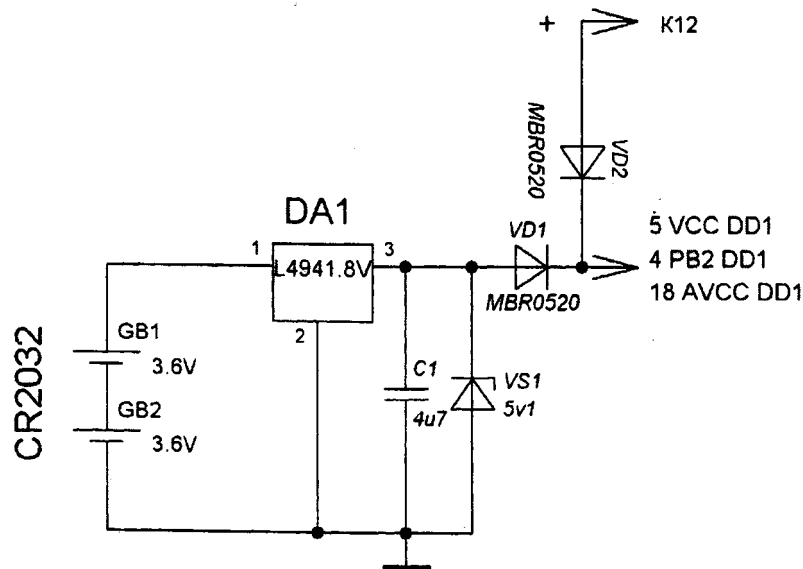 + K12
MBR0520
VD2
DA1
VD1
5 VCC DD1
4 PB2 DD1
18 AVCC DD1
1
L4941.8V
3
MBR0520
2
CR2032
GB1
3.6V
GB2
3.6V
C1
4u7
VS1
5v1